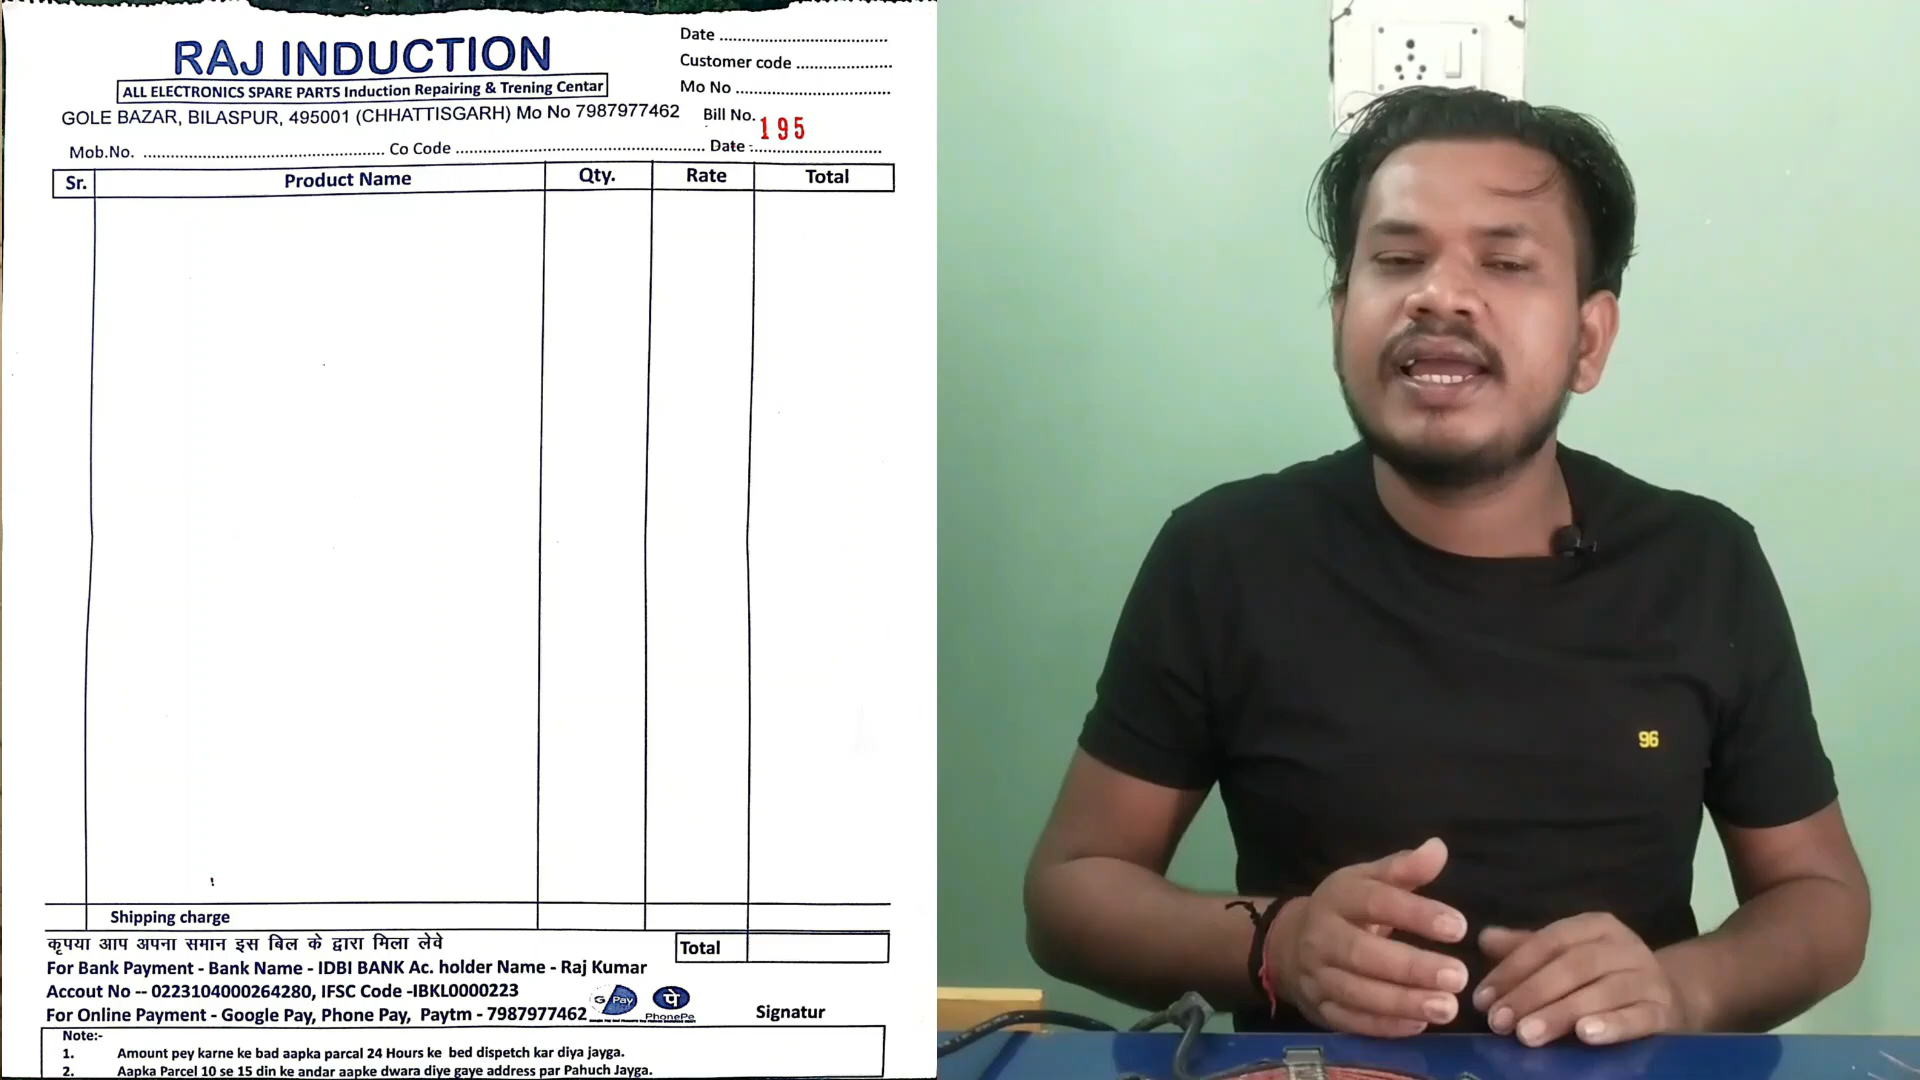 RAJ INDUCTION
ALL ELECTRONICS SPARE PARTS Induction Repairing & Trening Centar
GOLE BAZAR, BILASPUR, 495001 (CHHATTISGARH) Mo No 7987977462
Date ................................
Customer code ....................
Mo No .............................
Bill No. 195
Mob.No. ................................................ Co Code .................................................. Date :..........................
Sr. Product Name Qty. Rate Total
Shipping charge
कृपया आप अपना समान इस बिल के द्वारा मिला लेवे
Total
For Bank Payment - Bank Name - IDBI BANK Ac. holder Name - Raj Kumar
Accout No -- 0223104000264280, IFSC Code -IBKL0000223
For Online Payment - Google Pay, Phone Pay, Paytm - 7987977462
G Pay
पे
PhonePe
Signatur
Note:-
1. Amount pey karne ke bad aapka parcal 24 Hours ke bed dispetch kar diya jayga.
2. Aapka Parcel 10 se 15 din ke andar aapke dwara diye gaye address par Pahuch Jayga.
96